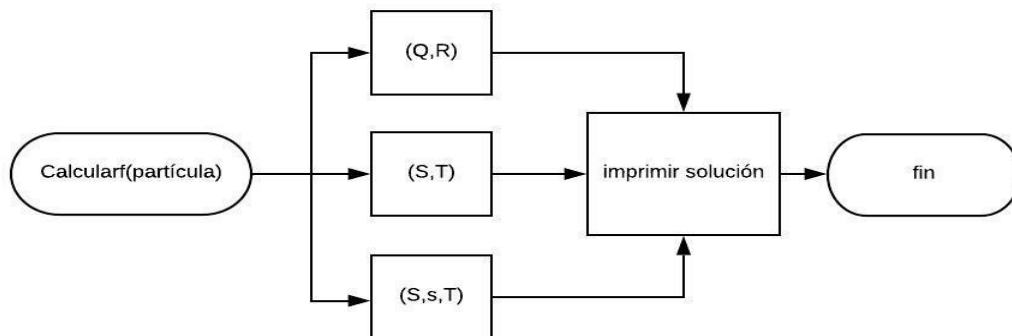 Calcularf(partícula)
(Q,R)
(S,T)
(S,s,T)
imprimir solución
fin